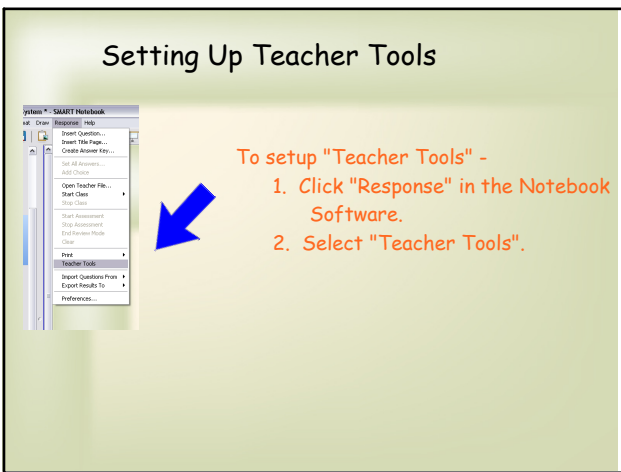 Setting Up Teacher Tools
ystem * - SMART Notebook
mat Draw Response Help
Insert Question...
Insert Title Page...
Create Answer Key...
Set All Answers...
Add Choice
Open Teacher File...
Start Class
Stop Class
Start Assessment
Stop Assessment
End Review Mode
Clear
Print
Teacher Tools
Import Questions From
Export Results To
Preferences...
To setup "Teacher Tools" -
1. Click "Response" in the Notebook
Software.
2. Select "Teacher Tools".